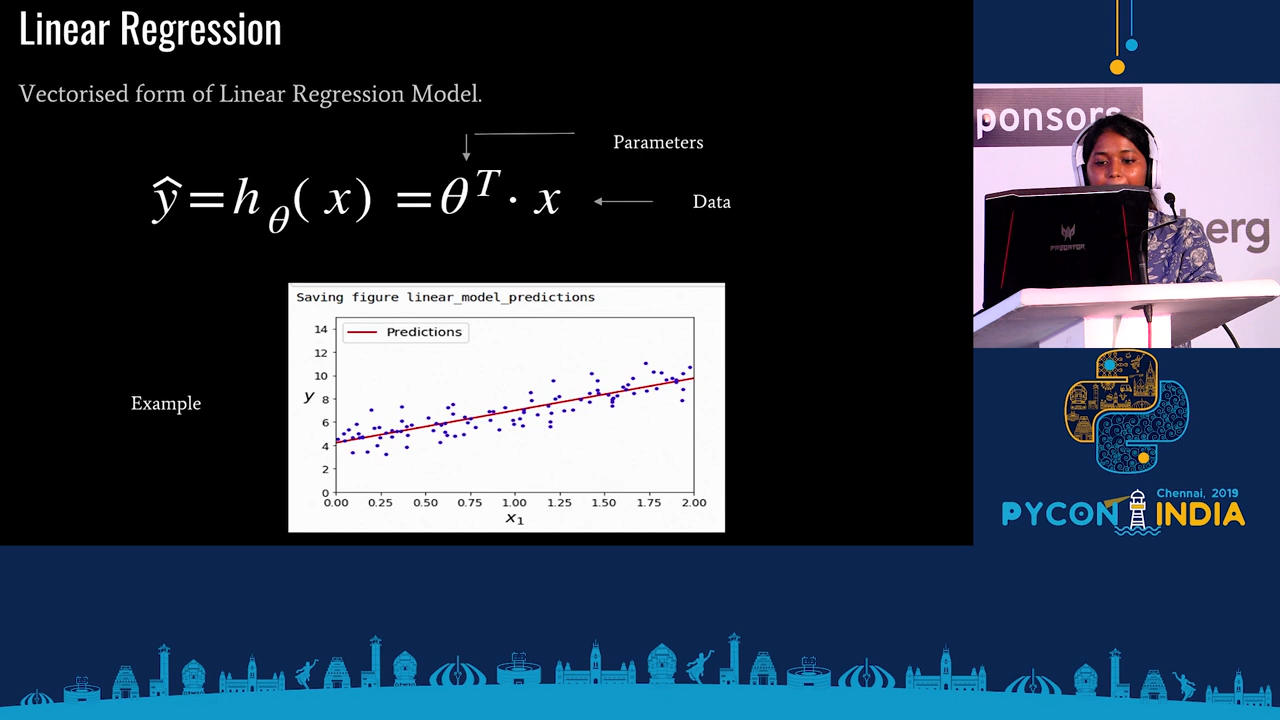 Linear Regression
Vectorised form of Linear Regression Model.
Parameters
ŷ = h θ ( x ) = θ^T · x
Data
Saving figure linear_model_predictions
Predictions
14
12
10
8
6
4
2
0
y
0.00 0.25 0.50 0.75 1.00 1.25 1.50 1.75 2.00
x₁
Example
ponsors
erg
PREDATOR
Chennai, 2019
PYCON INDIA